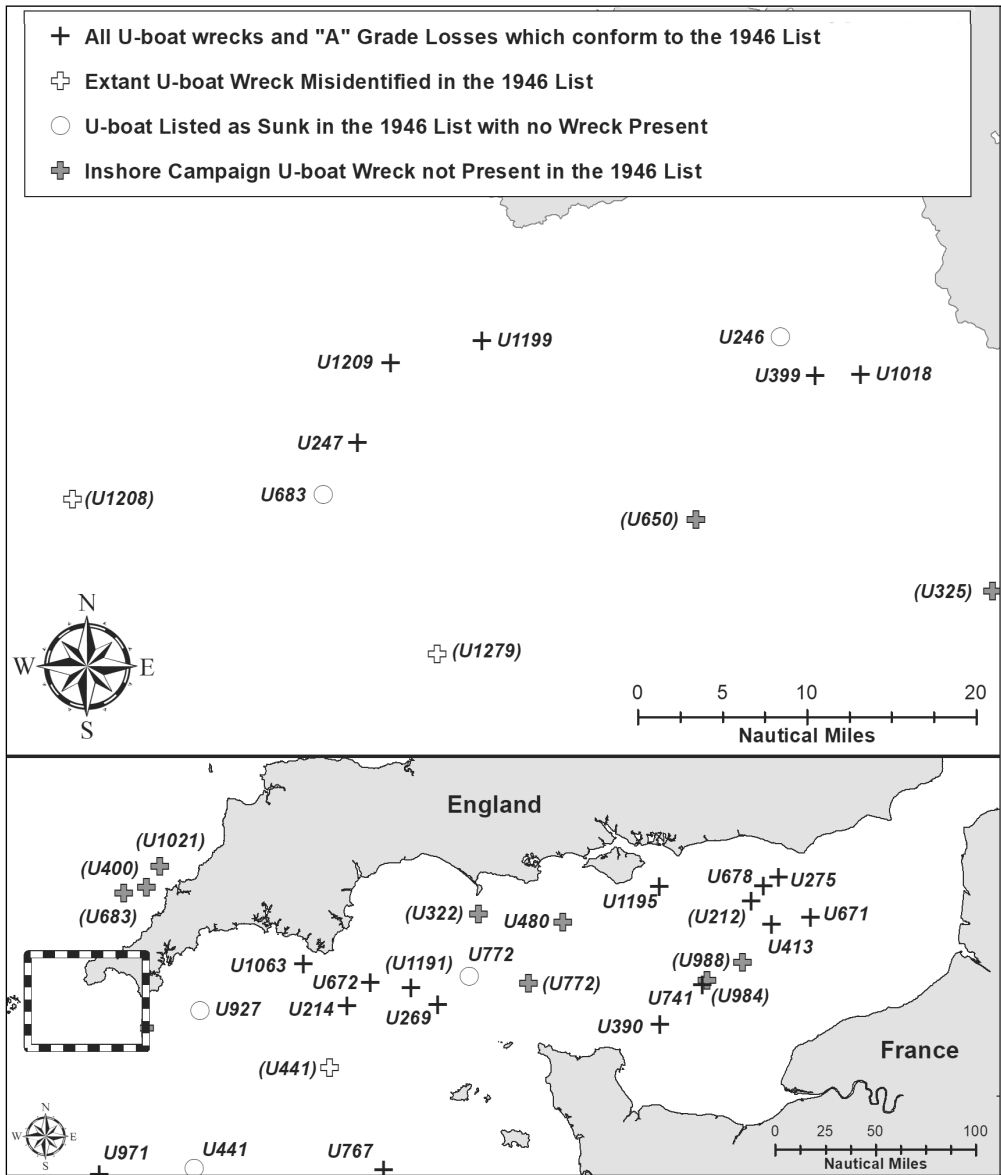 All U-boat wrecks and "A" Grade Losses which conform to the 1946 List
Extant U-boat Wreck Misidentified in the 1946 List
U-boat Listed as Sunk in the 1946 List with no Wreck Present
Inshore Campaign U-boat Wreck not Present in the 1946 List
U246
U1199
U1209
U399
U1018
U247
U683
(U1208)
(U650)
(U325)
(U1279)
N
W
E
S
0 5 10 20
Nautical Miles
England
(U1021)
(U400)
(U683)
U678
U275
U1195
(U212)
U671
(U322)
U480
U413
U772
(U1191)
(U988)
U1063
U672
(U772)
U741
(U984)
U927
U214
U269
U390
France
(U441)
N
W
E
S
0 25 50 100
Nautical Miles
U971
U441
U767